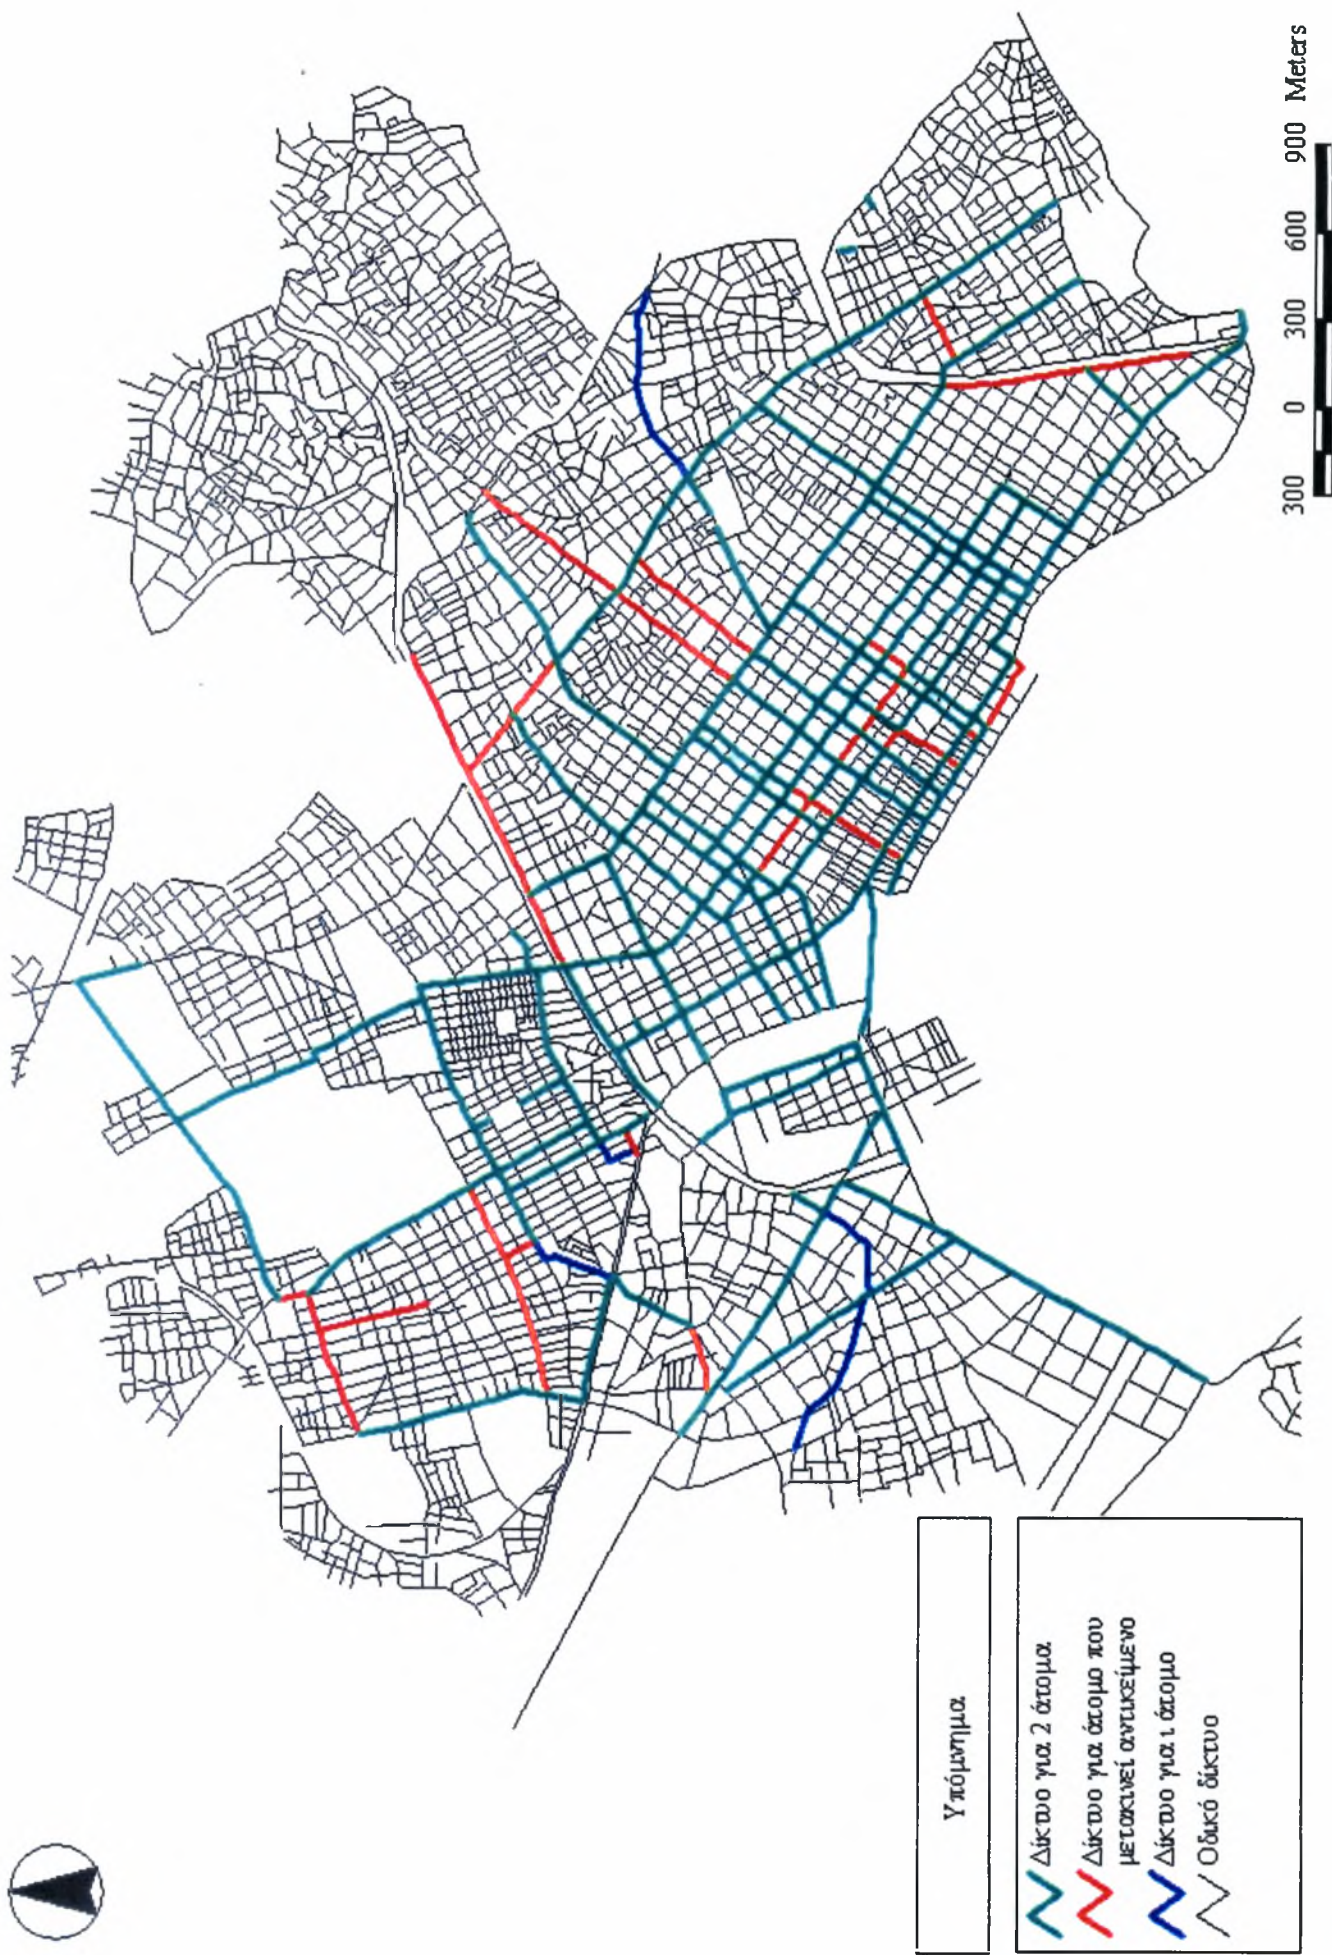 Υπόμνημα
Δίκτυο για 2 άτομα
Δίκτυο για άτομο που
μετακινεί αντικείμενο
Δίκτυο για ι άτομο
Οδικό δίκτυο
300 0 300 600 900 Meters